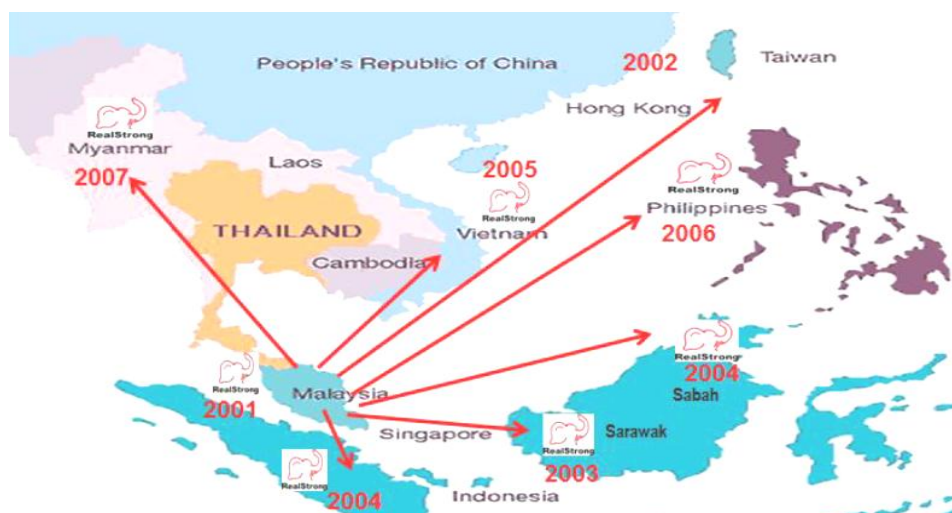 People's Republic of China
2002
Taiwan
Hong Kong
RealStrong
Myanmar
2007
Laos
2005
RealStrong
Vietnam
RealStrong
Philippines
2006
THAILAND
Cambodia
RealStrong
2001
Malaysia
RealStrong
2004
Sabah
Singapore
RealStrong
Sarawak
2003
RealStrong
2004
Indonesia